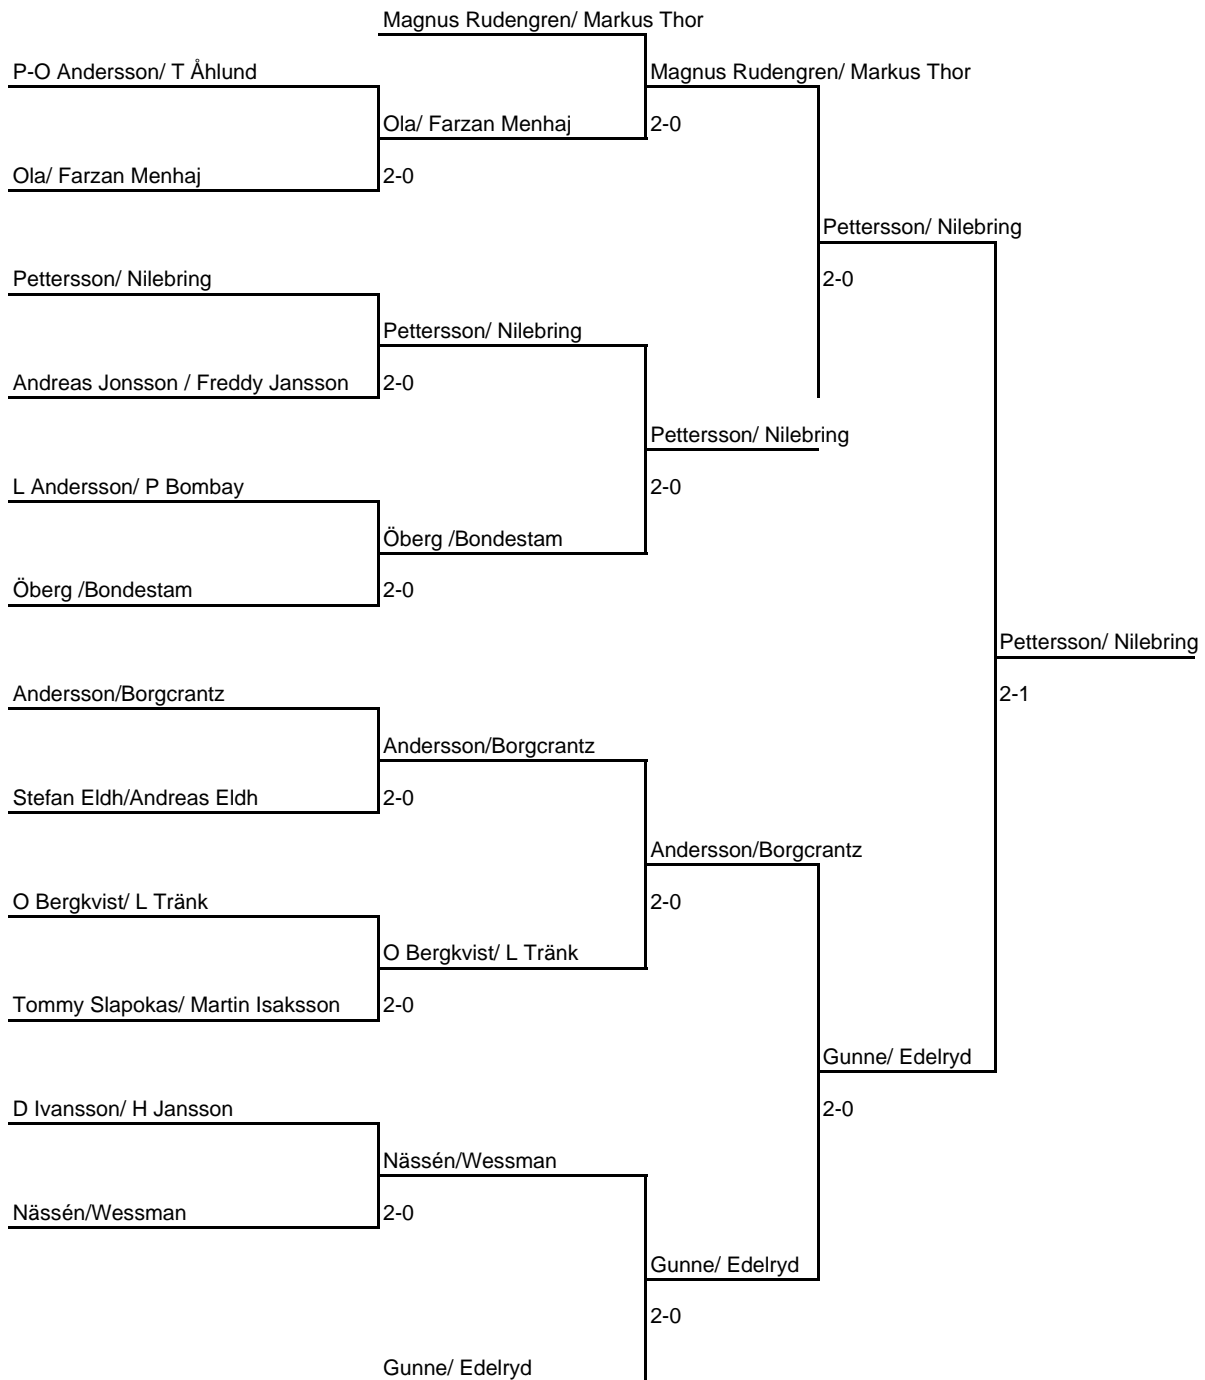 Magnus Rudengren/ Markus Thor
P-O Andersson/ T Åhlund
Magnus Rudengren/ Markus Thor
Ola/ Farzan Menhaj
2-0
Ola/ Farzan Menhaj
2-0
Pettersson/ Nilebring
Pettersson/ Nilebring
2-0
Pettersson/ Nilebring
Andreas Jonsson / Freddy Jansson
2-0
Pettersson/ Nilebring
L Andersson/ P Bombay
2-0
Öberg /Bondestam
Öberg /Bondestam
2-0
Pettersson/ Nilebring
Andersson/Borgcrantz
2-1
Andersson/Borgcrantz
Stefan Eldh/Andreas Eldh
2-0
Andersson/Borgcrantz
O Bergkvist/ L Tränk
2-0
O Bergkvist/ L Tränk
Tommy Slapokas/ Martin Isaksson
2-0
Gunne/ Edelryd
D Ivansson/ H Jansson
2-0
Nässén/Wessman
Nässén/Wessman
2-0
Gunne/ Edelryd
2-0
Gunne/ Edelryd